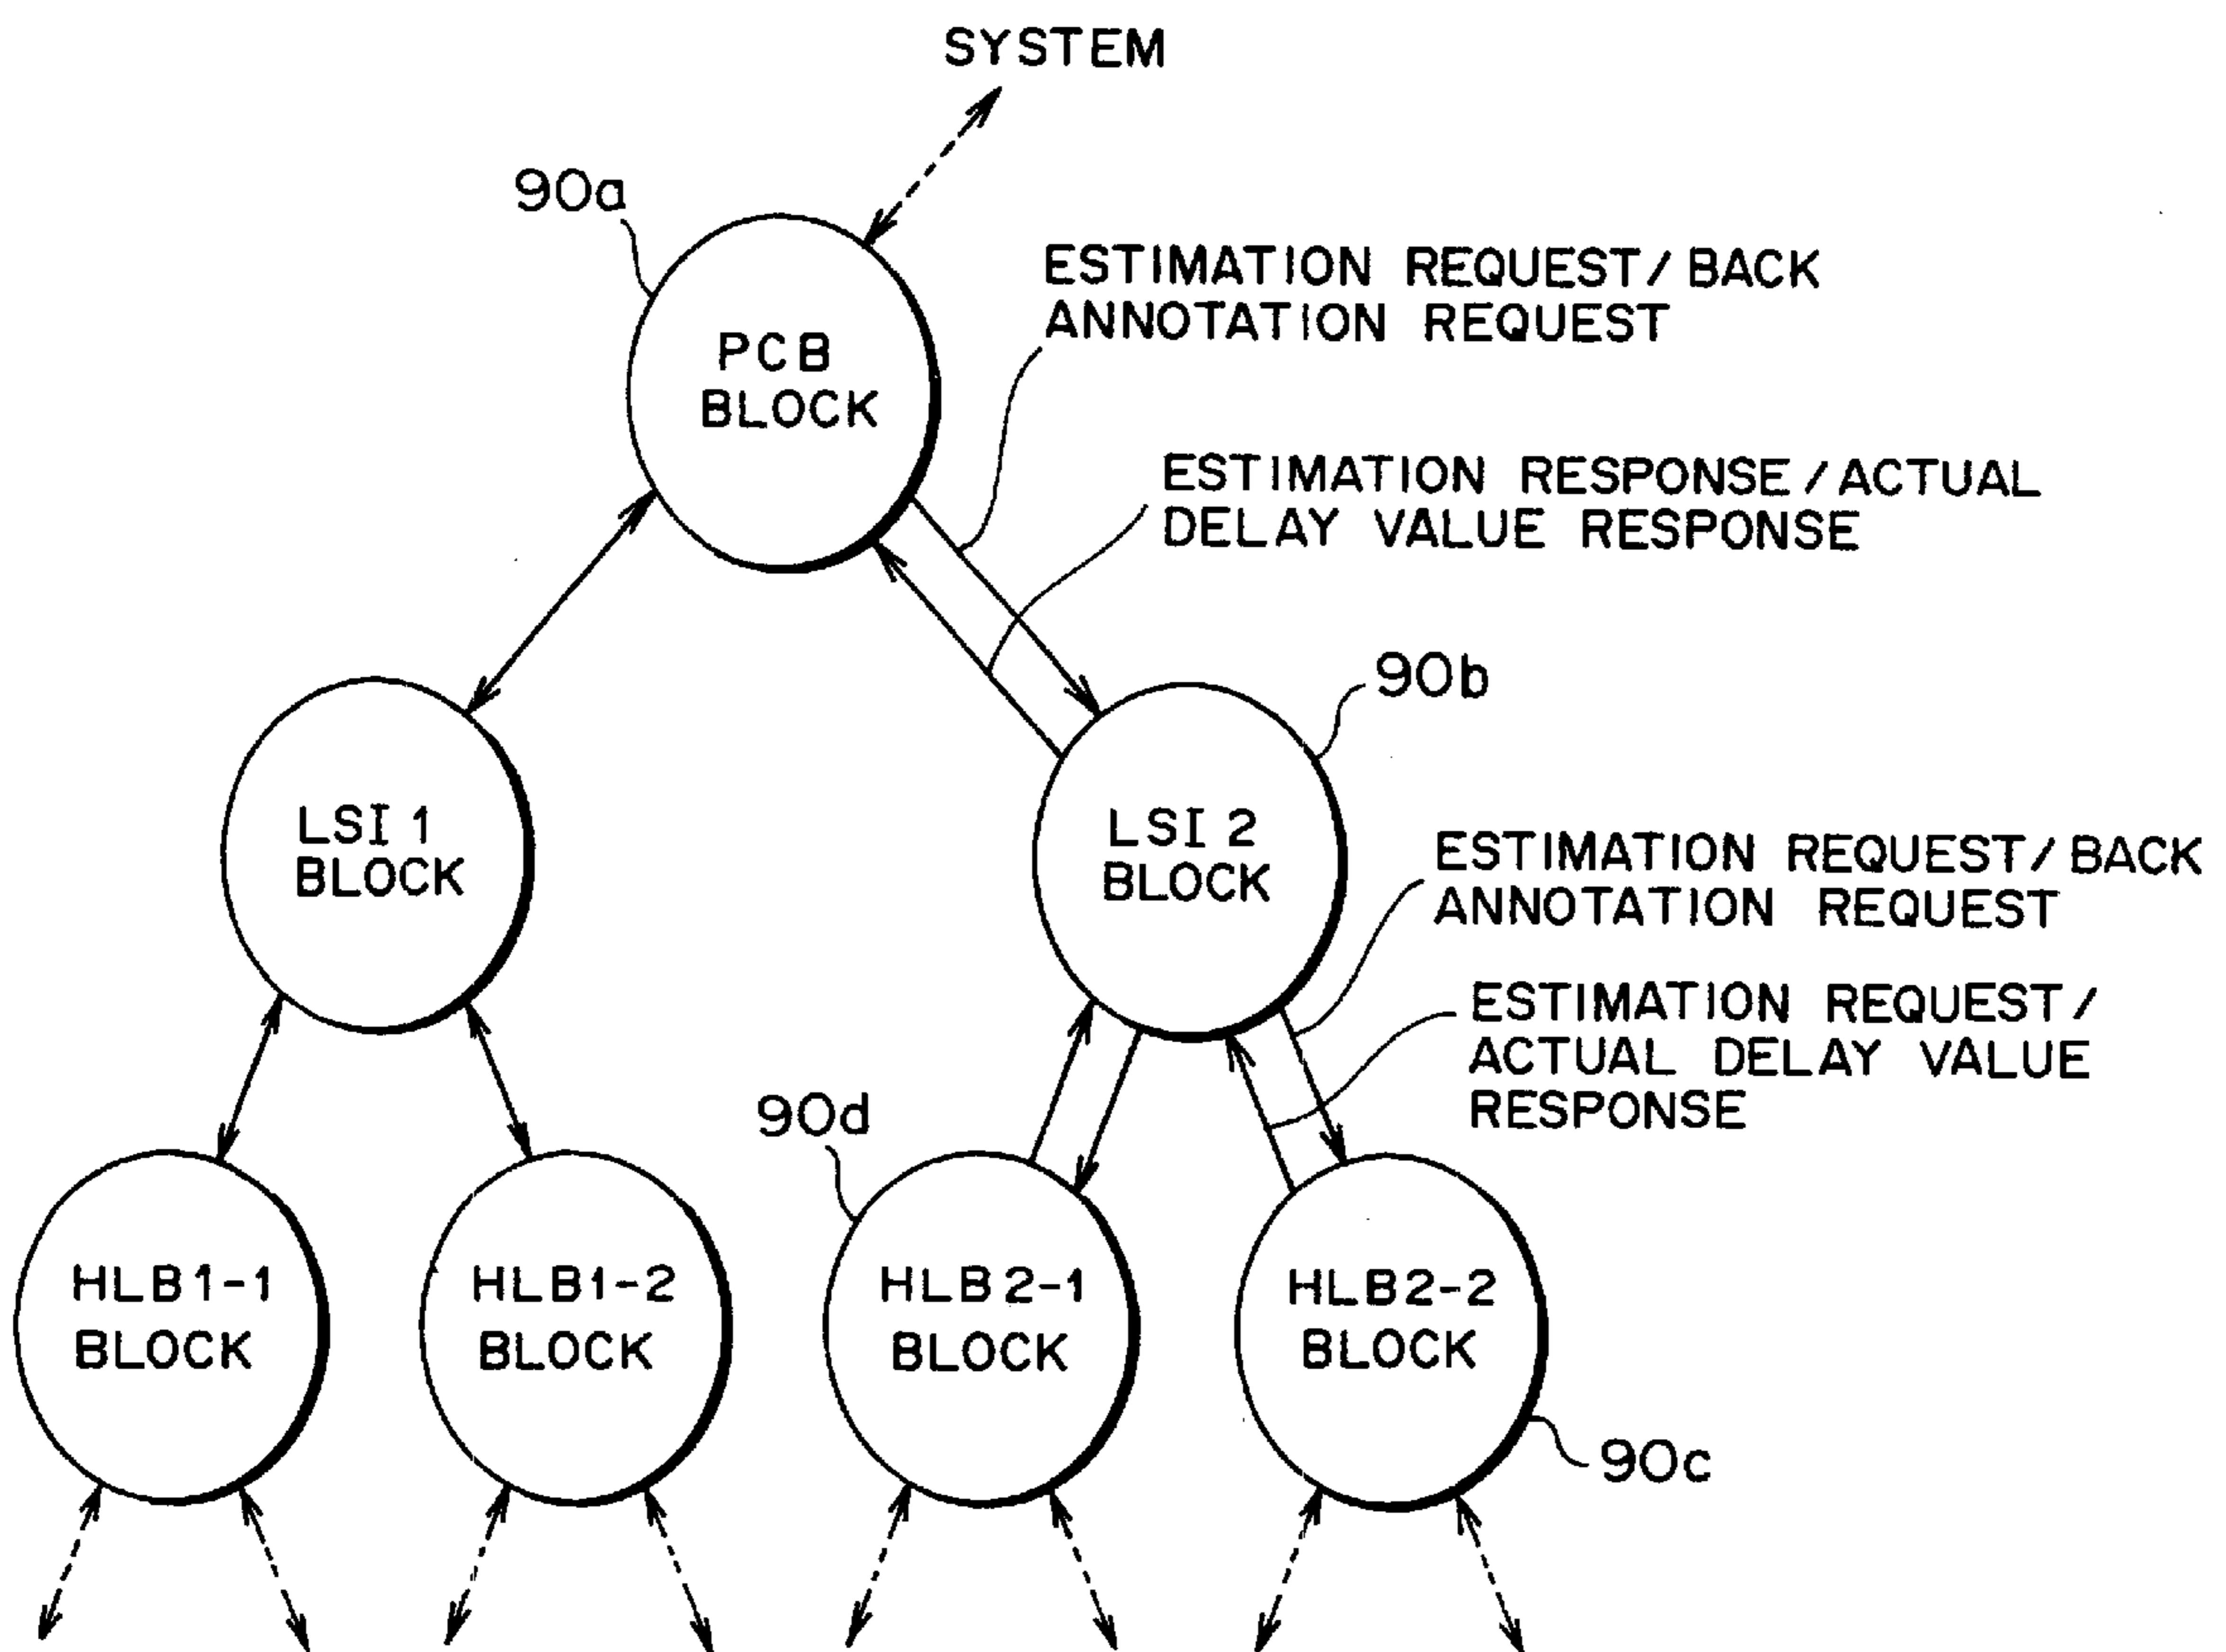 SYSTEM
90a
ESTIMATION REQUEST/BACK
ANNOTATION REQUEST
PCB
BLOCK
ESTIMATION RESPONSE/ACTUAL
DELAY VALUE RESPONSE
90b
LSI 1
BLOCK
LSI 2
BLOCK
ESTIMATION REQUEST/BACK
ANNOTATION REQUEST
ESTIMATION REQUEST/
ACTUAL DELAY VALUE
RESPONSE
90d
HLB1-1
BLOCK
HLB1-2
BLOCK
HLB2-1
BLOCK
HLB2-2
BLOCK
90c